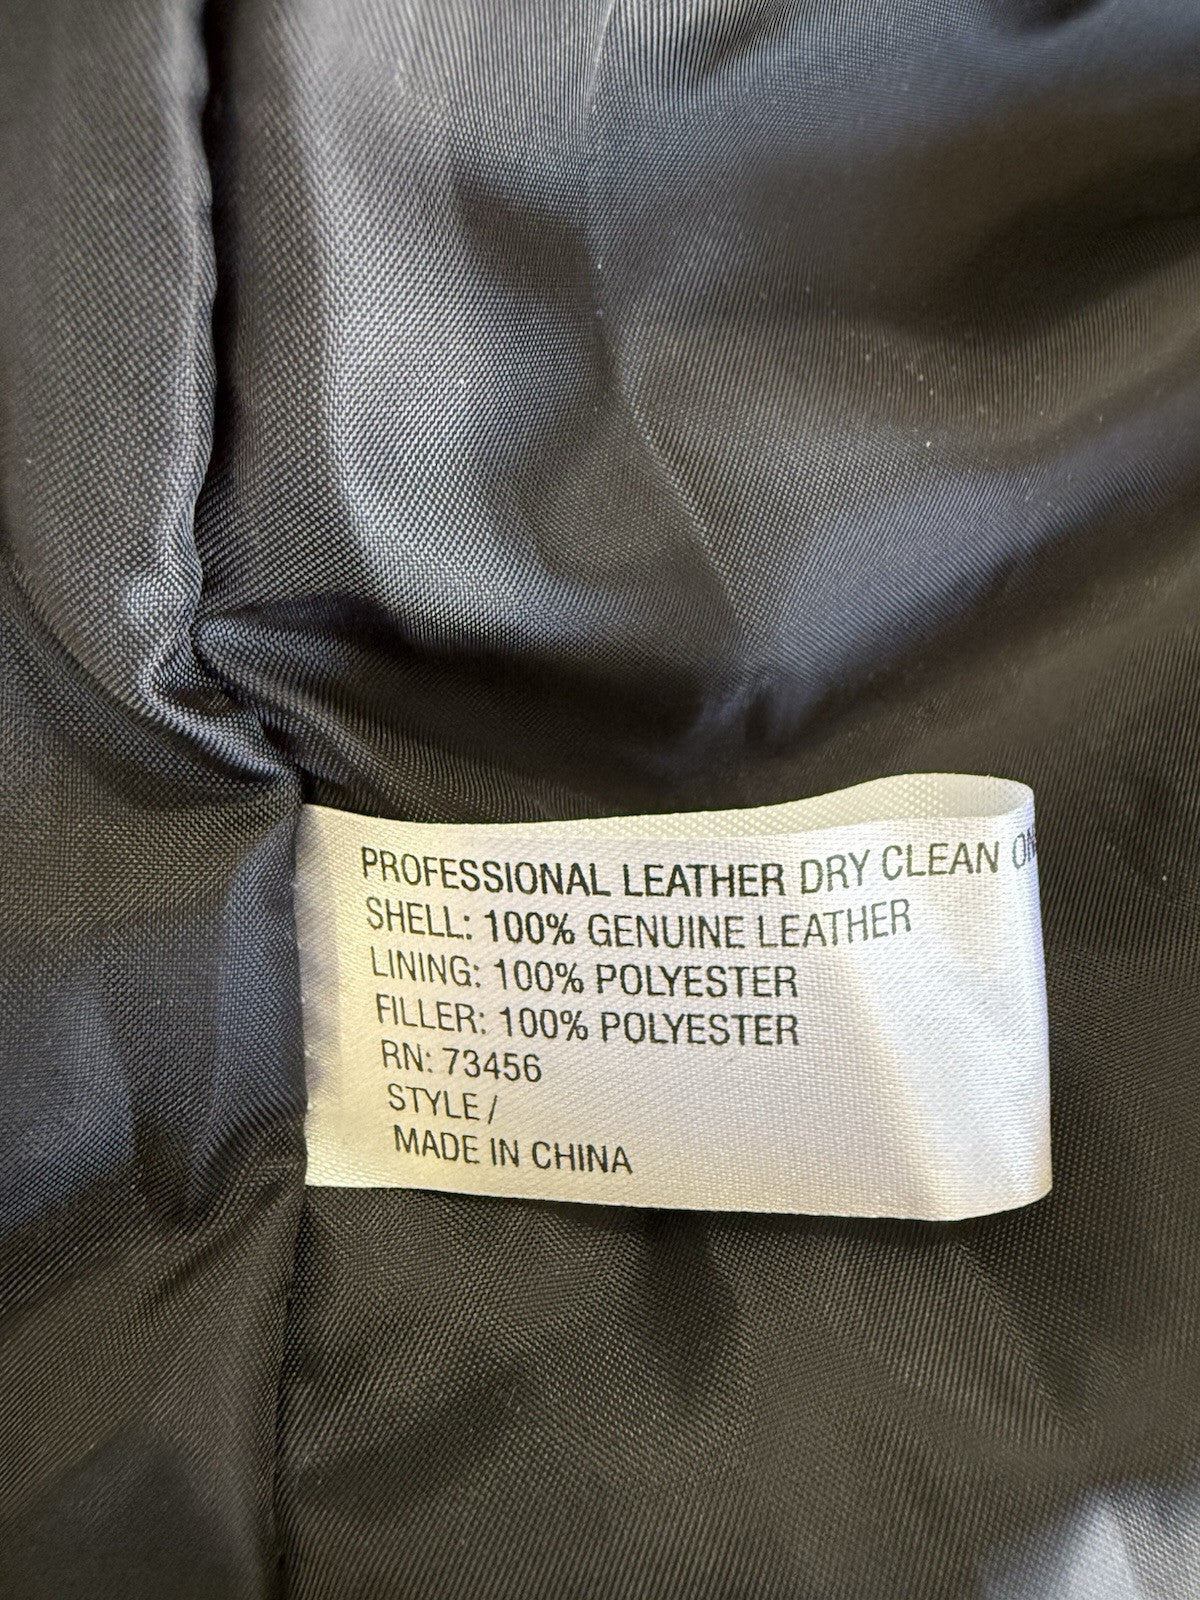 PROFESSIONAL LEATHER DRY CLEAN
SHELL: 100% GENUINE LEATHER
LINING: 100% POLYESTER
FILLER: 100% POLYESTER
RN: 73456
STYLE /
MADE IN CHINA